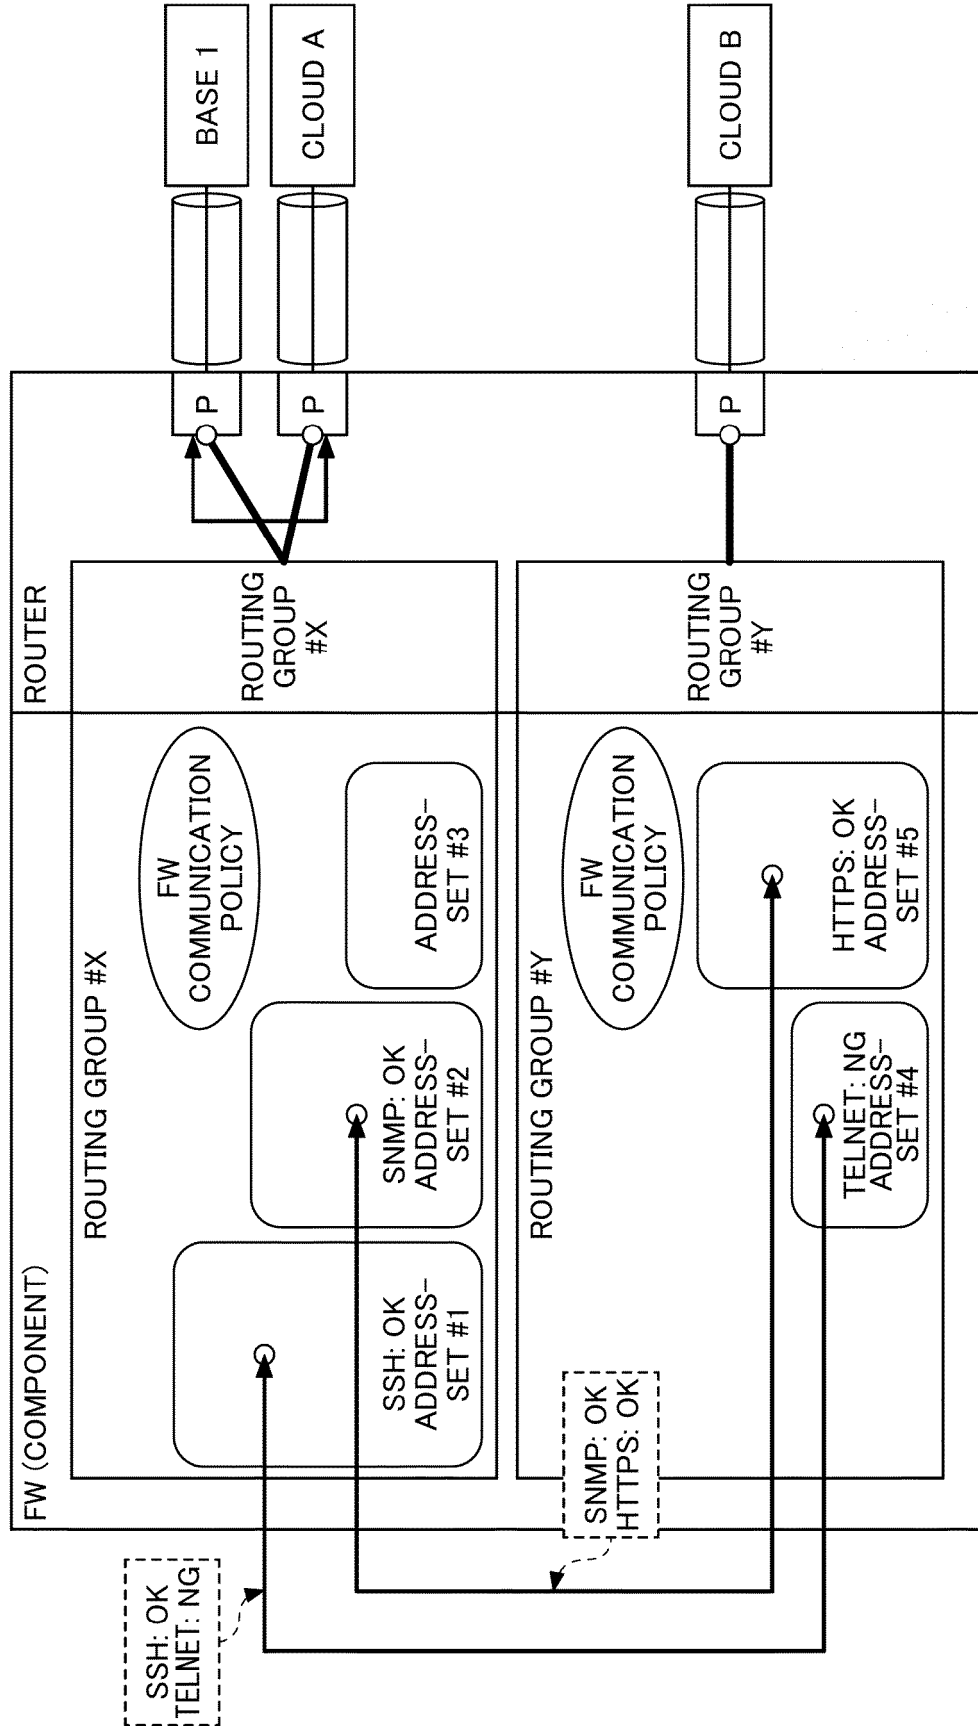 FW (COMPONENT)
ROUTER
ROUTING GROUP #X
FW
COMMUNICATION
POLICY
SSH: OK
ADDRESS-
SET #1
SNMP: OK
ADDRESS-
SET #2
ADDRESS-
SET #3
ROUTING
GROUP
#X
P
BASE 1
P
CLOUD A
ROUTING GROUP #Y
FW
COMMUNICATION
POLICY
TELNET: NG
ADDRESS-
SET #4
HTTPS: OK
ADDRESS-
SET #5
ROUTING
GROUP
#Y
P
CLOUD B
SSH: OK
TELNET: NG
SNMP: OK
HTTPS: OK